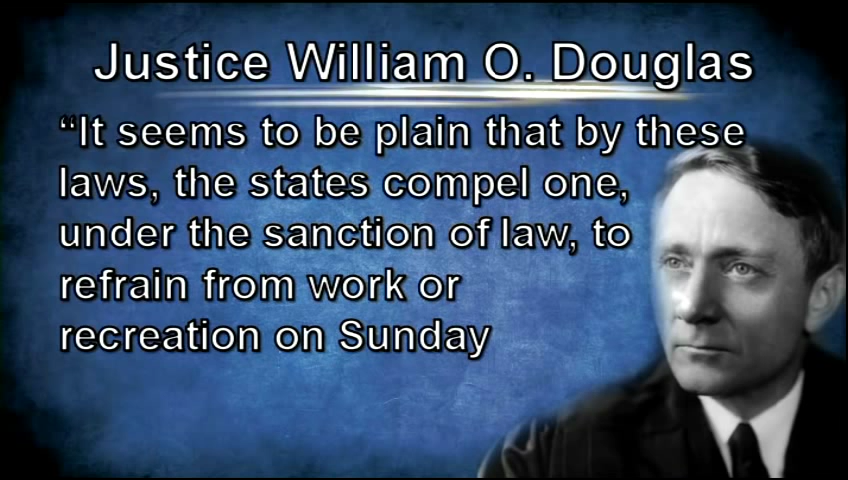 Justice William O. Douglas
“It seems to be plain that by these
laws, the states compel one,
under the sanction of law, to
refrain from work or
recreation on Sunday